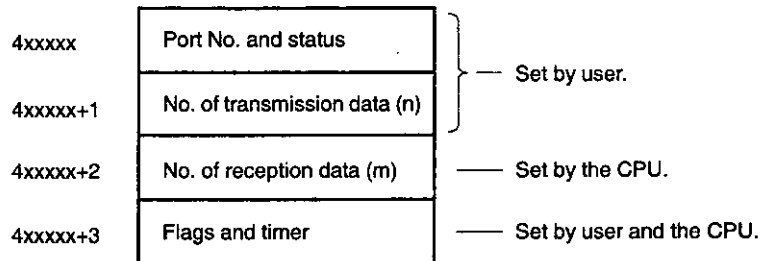 4xxxxx Port No. and status
Set by user.
4xxxxx+1 No. of transmission data (n)
4xxxxx+2 No. of reception data (m) Set by the CPU.
4xxxxx+3 Flags and timer Set by user and the CPU.